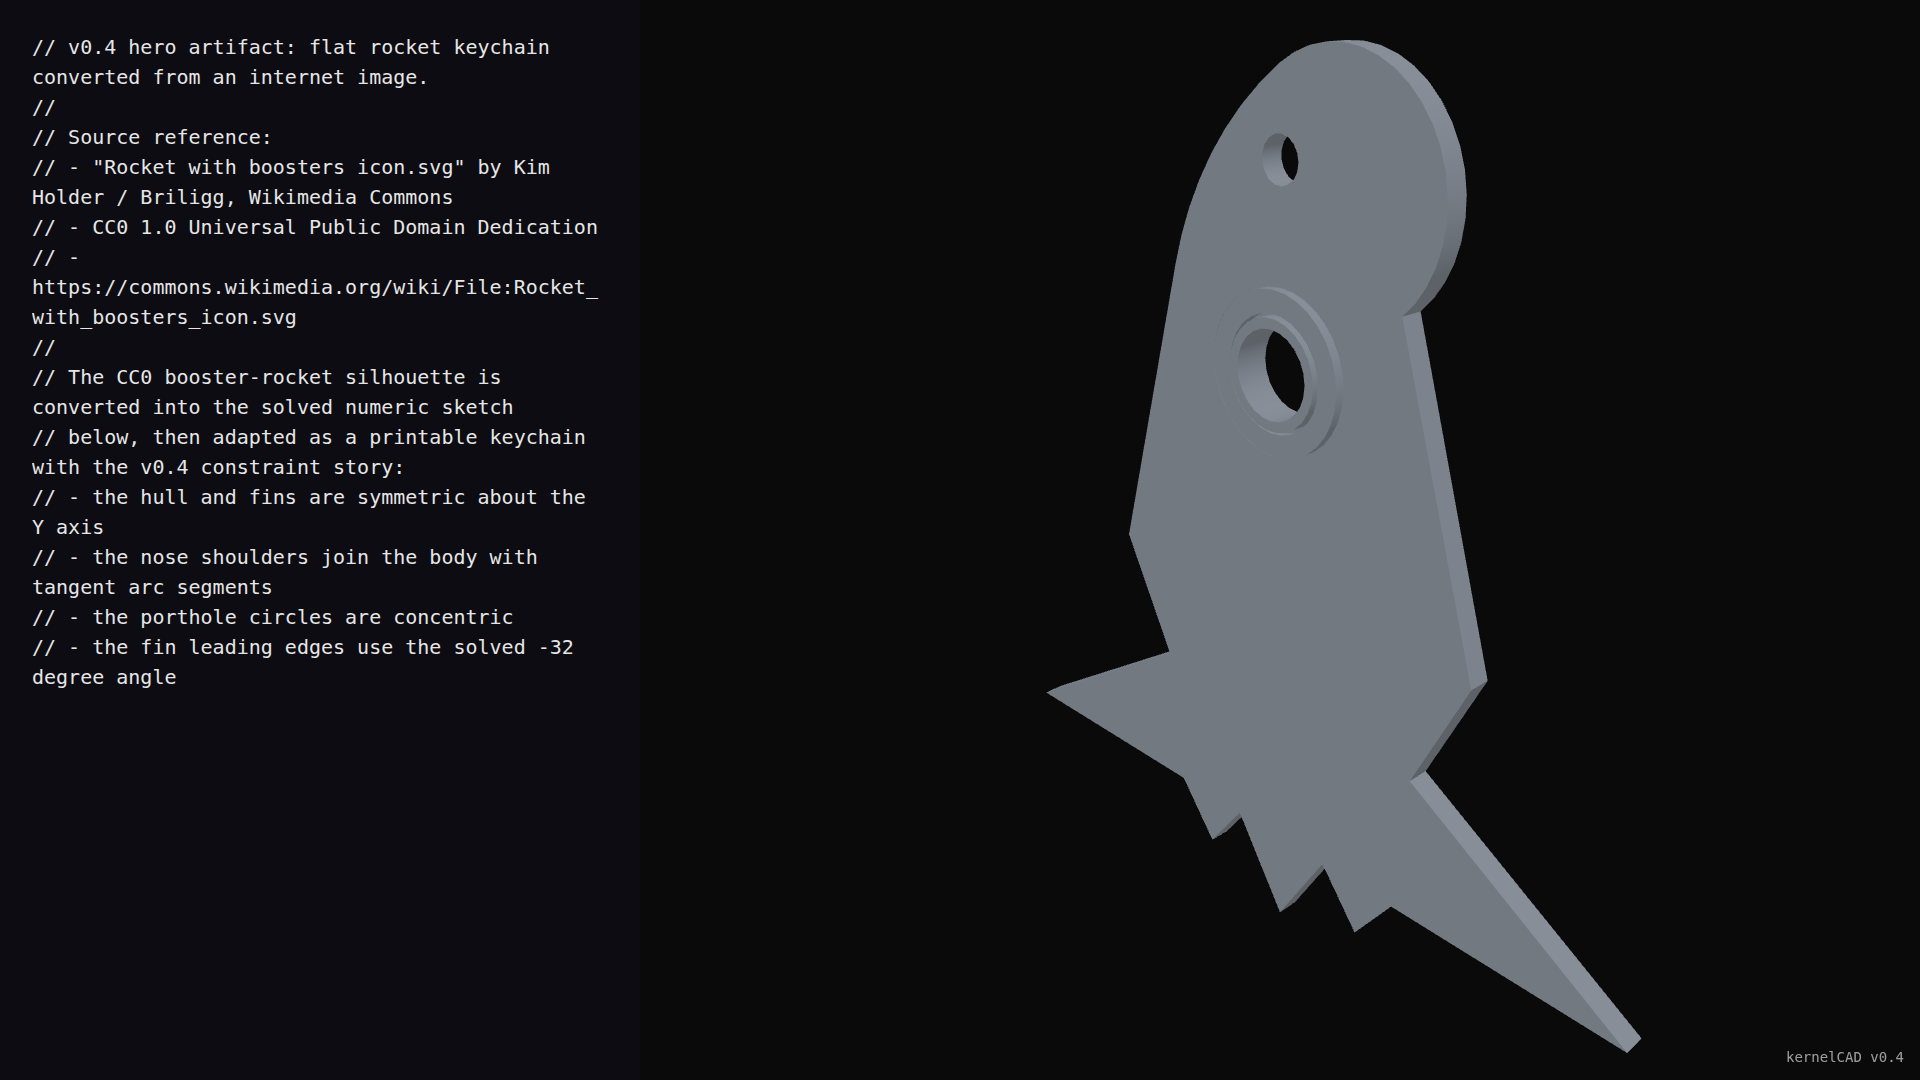 // v0.4 hero artifact: flat rocket keychain
converted from an internet image.
//
// Source reference:
// - "Rocket with boosters icon.svg" by Kim
Holder / Briligg, Wikimedia Commons
// - CC0 1.0 Universal Public Domain Dedication
// -
https://commons.wikimedia.org/wiki/File:Rocket_
with_boosters_icon.svg
//
// The CC0 booster-rocket silhouette is
converted into the solved numeric sketch
// below, then adapted as a printable keychain
with the v0.4 constraint story:
// - the hull and fins are symmetric about the
Y axis
// - the nose shoulders join the body with
tangent arc segments
// - the porthole circles are concentric
// - the fin leading edges use the solved -32
degree angle
kernelCAD v0.4